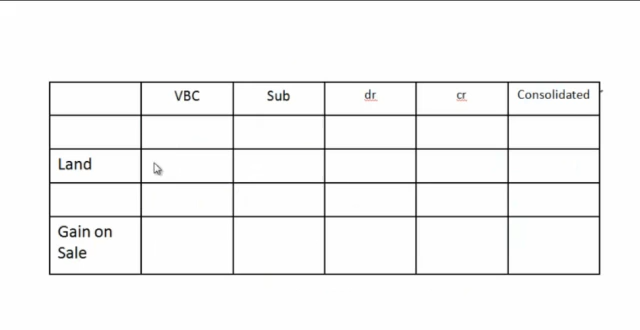 VBC Sub dr cr Consolidated
Land
Gain on
Sale